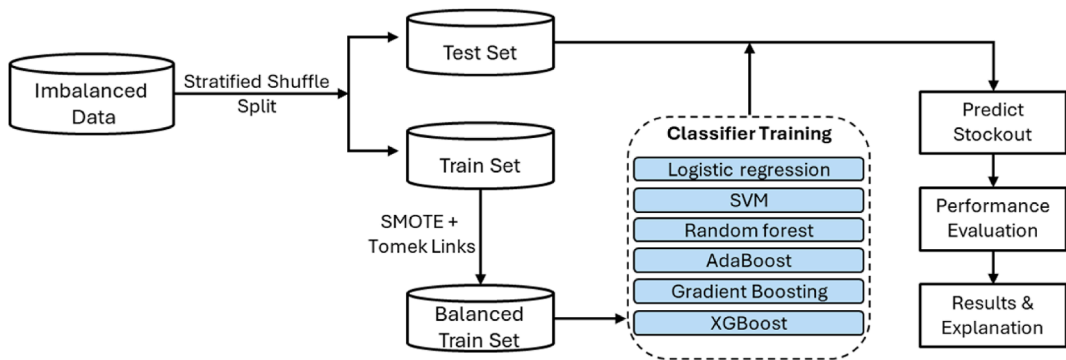 Imbalanced
Data
Stratified Shuffle
Split
Test Set
Train Set
SMOTE +
Tomek Links
Balanced
Train Set
Classifier Training
Logistic regression
SVM
Random forest
AdaBoost
Gradient Boosting
XGBoost
Predict
Stockout
Performance
Evaluation
Results &
Explanation